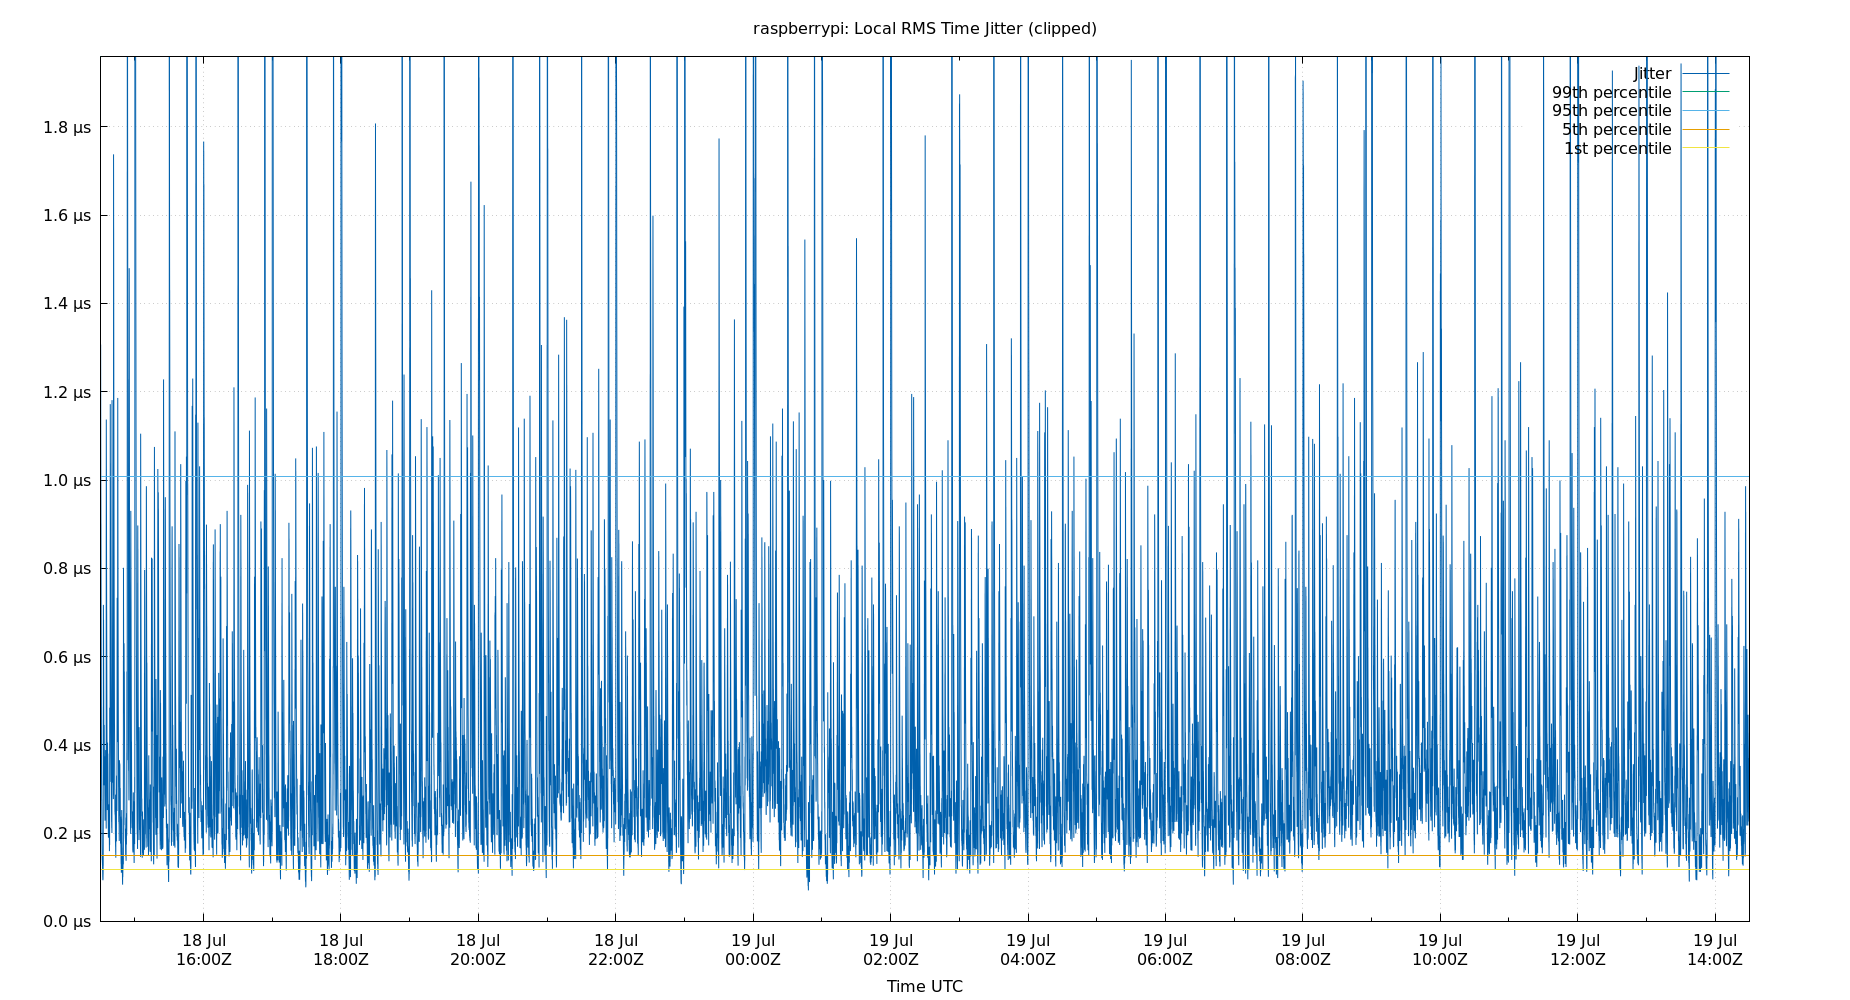 raspberrypi: Local RMS Time Jitter (clipped)
Jitter
99th percentile
95th percentile
5th percentile
1st percentile
1.8 µs
1.6 µs
1.4 µs
1.2 µs
1.0 µs
0.8 µs
0.6 µs
0.4 µs
0.2 µs
0.0 µs
18 Jul 18 Jul 18 Jul 18 Jul 19 Jul 19 Jul 19 Jul 19 Jul 19 Jul 19 Jul 19 Jul 19 Jul
16:00Z 18:00Z 20:00Z 22:00Z 00:00Z 02:00Z 04:00Z 06:00Z 08:00Z 10:00Z 12:00Z 14:00Z
Time UTC